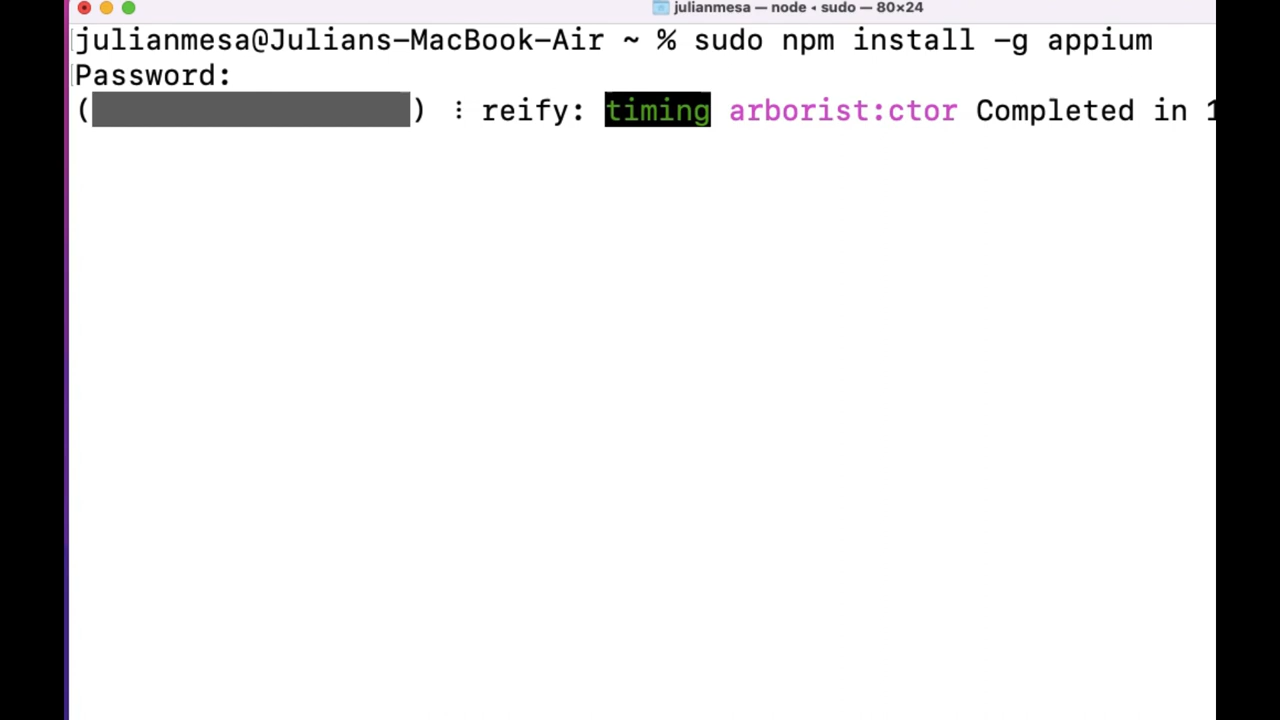 julianmesa — node ◂ sudo — 80×24
julianmesa@Julians-MacBook-Air ~ % sudo npm install -g appium
Password:
(                  ) ⠸ reify: timing arborist:ctor Completed in 1